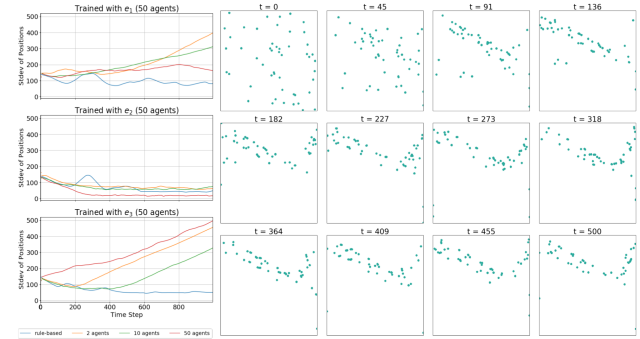 Trained with e₁ (50 agents)
Stdev of Positions
500
400
300
200
100
0
Trained with e₂ (50 agents)
Stdev of Positions
500
400
300
200
100
0
Trained with e₃ (50 agents)
Stdev of Positions
500
400
300
200
100
0
0 200 400 600 800
Time Step
rule-based 2 agents 10 agents 50 agents
t = 0 t = 45 t = 91 t = 136
t = 182 t = 227 t = 273 t = 318
t = 364 t = 409 t = 455 t = 500